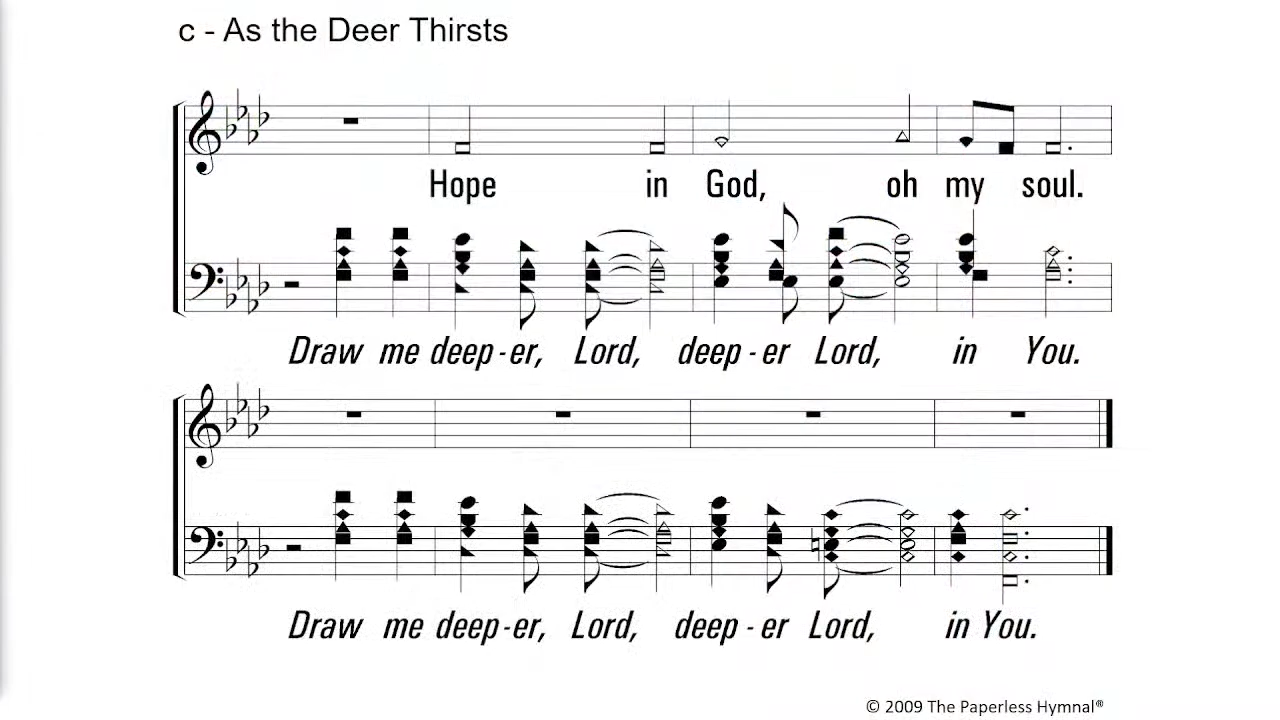 c - As the Deer Thirsts
Hope in God, oh my soul.
Draw me deep - er, Lord, deep - er Lord, in You.
Draw me deep - er, Lord, deep - er Lord, in You.
© 2009 The Paperless Hymnal®